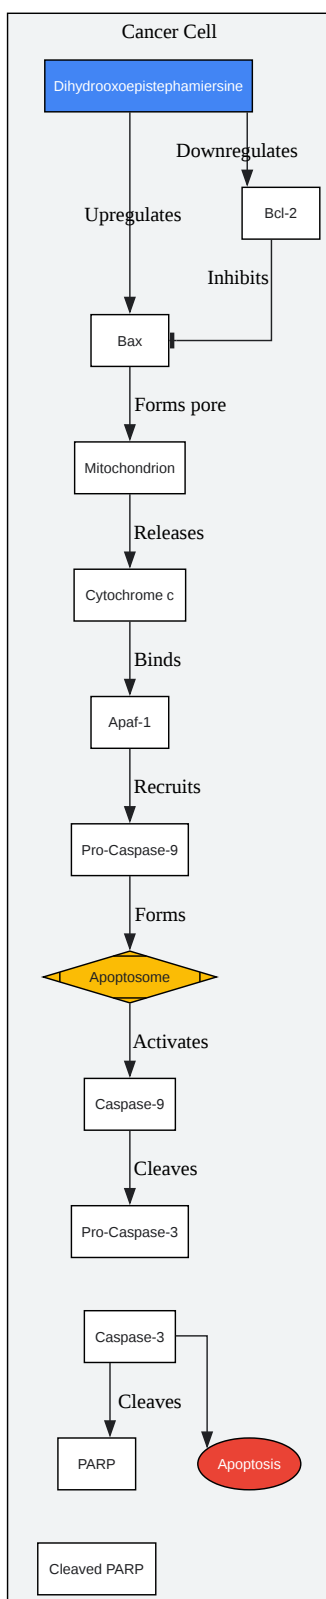 Cancer Cell
Dihydrooxoepistephamiersine
Downregulates
Bcl-2
Upregulates
Inhibits
Bax
Forms pore
Mitochondrion
Releases
Cytochrome c
Binds
Apaf-1
Recruits
Pro-Caspase-9
Forms
Apoptosome
Activates
Caspase-9
Cleaves
Pro-Caspase-3
Caspase-3
Cleaves
PARP
Apoptosis
Cleaved PARP